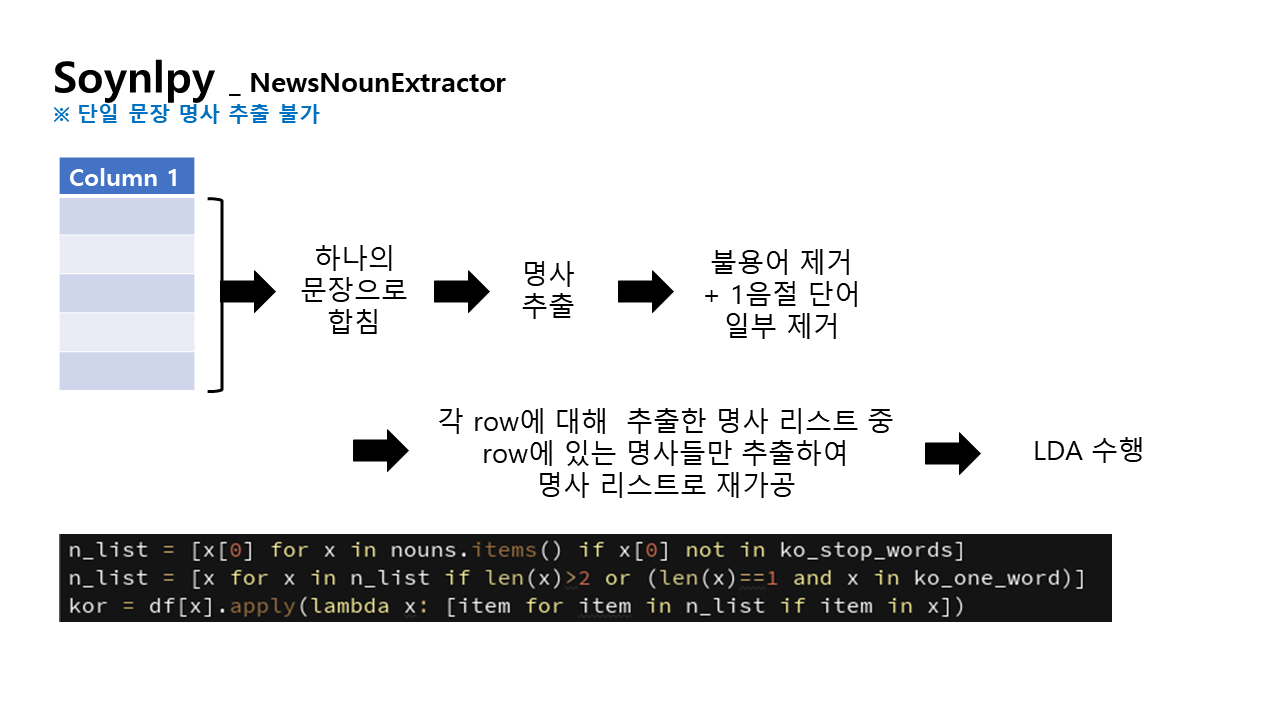 Soynlpy _ NewsNounExtractor
※ 단일 문장 명사 추출 불가
Column 1
하나의
문장으로
합침
명사
추출
불용어 제거
+ 1음절 단어
일부 제거
각 row에 대해 추출한 명사 리스트 중
row에 있는 명사들만 추출하여
명사 리스트로 재가공
LDA 수행
n_list = [x[0] for x in nouns.items() if x[0] not in ko_stop_words]
n_list = [x for x in n_list if len(x)>2 or (len(x)==1 and x in ko_one_word)]
kor = df[x].apply(lambda x: [item for item in n_list if item in x])